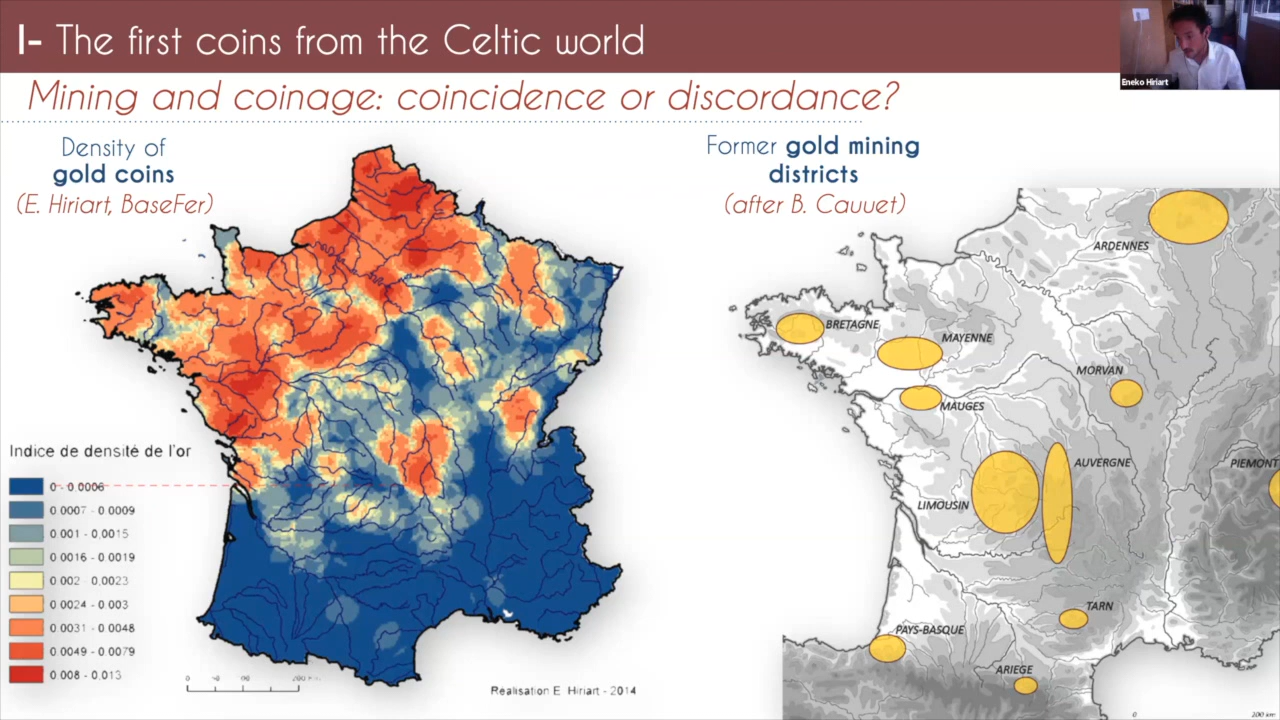 I- The first coins from the Celtic world
Eneko Hiriart
Mining and coinage: coincidence or discordance?
Density of
gold coins
(E. Hiriart, BaseFer)
Indice de densité de l'or
0 - 0.0006
0.0007 - 0.0009
0.001 - 0,0015
0.0016 - 0.0019
0.002 - 0,0023
0.0024 - 0.003
0.0031 - 0.0048
0.0049 - 0.0079
0.008 - 0,013
Realisation E. Hiriart - 2014
Former gold mining
districts
(after B. Cauuet)
ARDENNES
BRETAGNE
MAYENNE
MORVAN
MAUGES
AUVERGNE
PIEMONT
LIMOUSIN
TARN
PAYS-BASQUE
ARIEGE
0
200 km